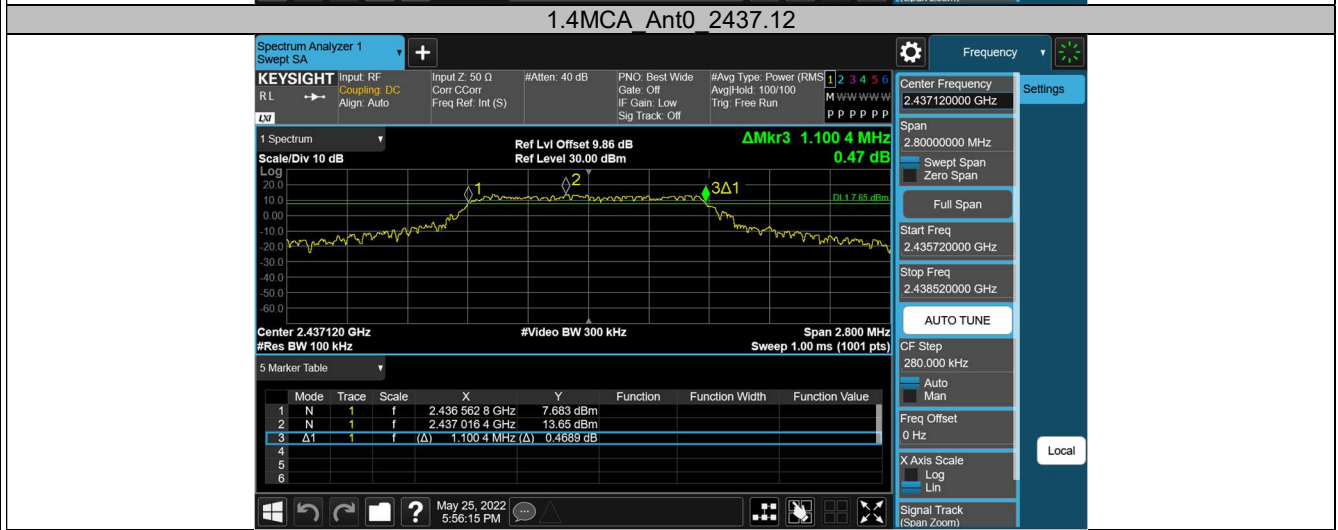 (Span Zoom)
1.4MCA_Ant0_2437.12
Spectrum Analyzer 1
Swept SA
Frequency
KEYSIGHT
R L
LXI
Input: RF
Coupling: DC
Align: Auto
Input Z: 50 Ω
Corr CCorr
Freq Ref: Int (S)
#Atten: 40 dB
PNO: Best Wide
Gate: Off
IF Gain: Low
Sig Track: Off
#Avg Type: Power (RMS
Avg|Hold: 100/100
Trig: Free Run
1 2 3 4 5 6
M W W W W W
P P P P P P
Settings
Center Frequency
2.437120000 GHz
Span
2.80000000 MHz
Swept Span
Zero Span
Full Span
Start Freq
2.435720000 GHz
Stop Freq
2.438520000 GHz
AUTO TUNE
CF Step
280.000 kHz
Auto
Man
Freq Offset
0 Hz
X Axis Scale
Log
Lin
Signal Track
(Span Zoom)
Local
1 Spectrum
Scale/Div 10 dB
Log
Ref Lvl Offset 9.86 dB
Ref Level 30.00 dBm
ΔMkr3 1.100 4 MHz
0.47 dB
20.0
10.0
0.00
-10.0
-20.0
-30.0
-40.0
-50.0
-60.0
1
2
3Δ1
DL1 7.65 dBm
Center 2.437120 GHz
#Res BW 100 kHz
#Video BW 300 kHz
Span 2.800 MHz
Sweep 1.00 ms (1001 pts)
5 Marker Table
Mode Trace Scale X Y Function Function Width Function Value
1 N 1 f 2.436 562 8 GHz 7.683 dBm
2 N 1 f 2.437 016 4 GHz 13.65 dBm
3 Δ1 1 f (Δ) 1.100 4 MHz (Δ) 0.4689 dB
4
5
6
?
May 25, 2022
5:56:15 PM